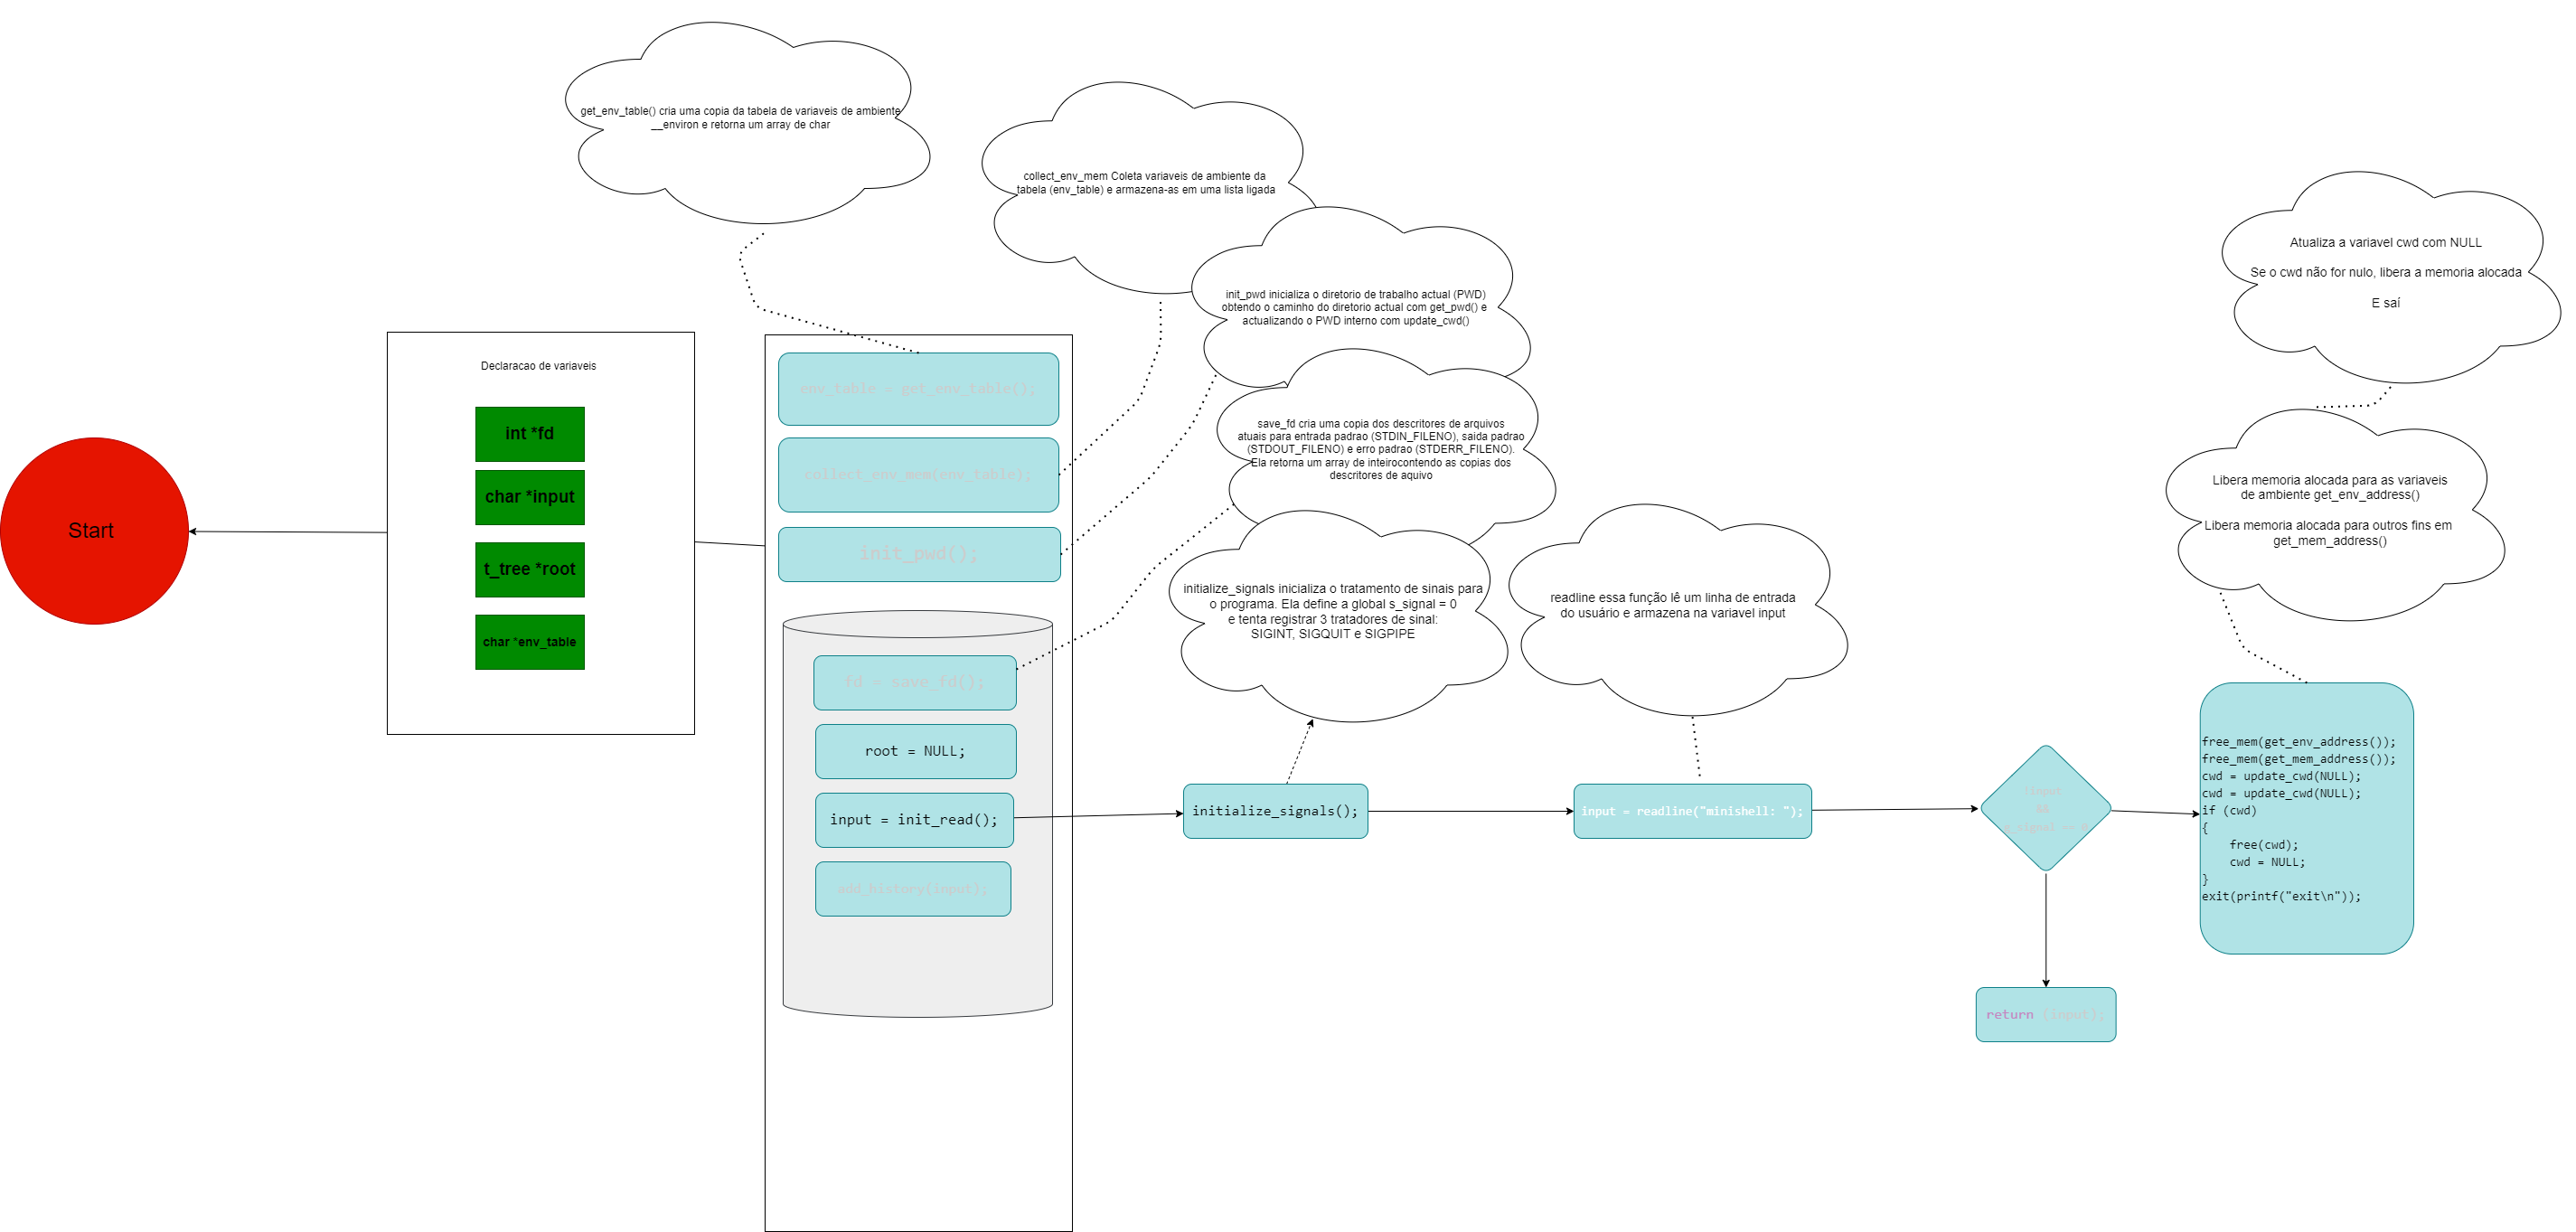 get_env_table() cria uma copia da tabela de variaveis de ambiente
__environ e retorna um array de char
collect_env_mem Coleta variaveis de ambiente da
tabela (env_table) e armazena-as em uma lista ligada
init_pwd inicializa o diretorio de trabalho actual (PWD)
obtendo o caminho do diretorio actual com get_pwd() e
actualizando o PWD interno com update_cwd()
save_fd cria uma copia dos descritores de arquivos
atuais para entrada padrao (STDIN_FILENO), saida padrao
(STDOUT_FILENO) e erro padrao (STDERR_FILENO).
Ela retorna um array de inteirocontendo as copias dos
descritores de aquivo
initialize_signals inicializa o tratamento de sinais para
o programa. Ela define a global s_signal = 0
e tenta registrar 3 tratadores de sinal:
SIGINT, SIGQUIT e SIGPIPE
readline essa função lê um linha de entrada
do usuário e armazena na variavel input
Atualiza a variavel cwd com NULL
Se o cwd não for nulo, libera a memoria alocada
E saí
Libera memoria alocada para as variaveis
de ambiente get_env_address()
Libera memoria alocada para outros fins em
get_mem_address()
Start
Declaracao de variaveis
int *fd
char *input
t_tree *root
char *env_table
env_table = get_env_table();
collect_env_mem(env_table);
init_pwd();
fd = save_fd();
root = NULL;
input = init_read();
add_history(input);
initialize_signals();
input = readline("minishell: ");
!input
&&
free_mem(get_env_address());
free_mem(get_mem_address());
cwd = update_cwd(NULL);
cwd = update_cwd(NULL);
if (cwd)
{
free(cwd);
cwd = NULL;
}
exit(printf("exit\n"));
return (input);